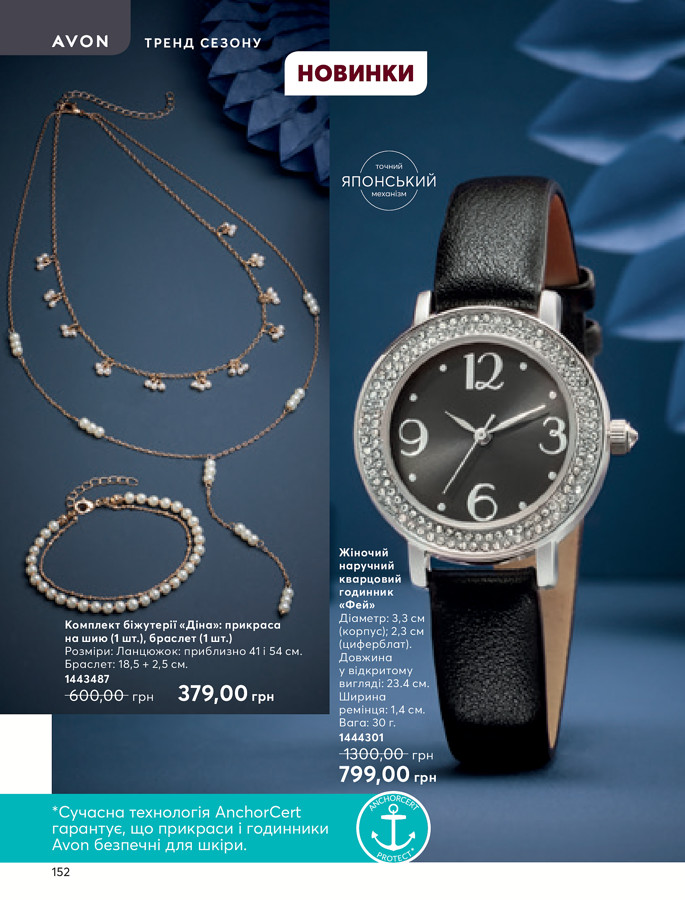 AVON
ТРЕНД СЕЗОНУ
НОВИНКИ
точний
ЯПОНСЬКИЙ
механізм
12
9
3
6
Жіночий
наручний
кварцовий
годинник
«Фей»
Діаметр: 3,3 см
(корпус); 2,3 см
(циферблат).
Довжина
у відкритому
вигляді: 23.4 см.
Ширина
ремінця: 1,4 см.
Вага: 30 г.
1444301
1300,00 грн
799,00 грн
Комплект біжутерії «Діна»: прикраса
на шию (1 шт.), браслет (1 шт.)
Розміри: Ланцюжок: приблизно 41 і 54 см.
Браслет: 18,5 + 2,5 см.
1443487
600,00 грн 379,00 грн
*Сучасна технологія AnchorCert
гарантує, що прикраси і годинники
Avon безпечні для шкіри.
ANCHORCERT
PROTECT*
152